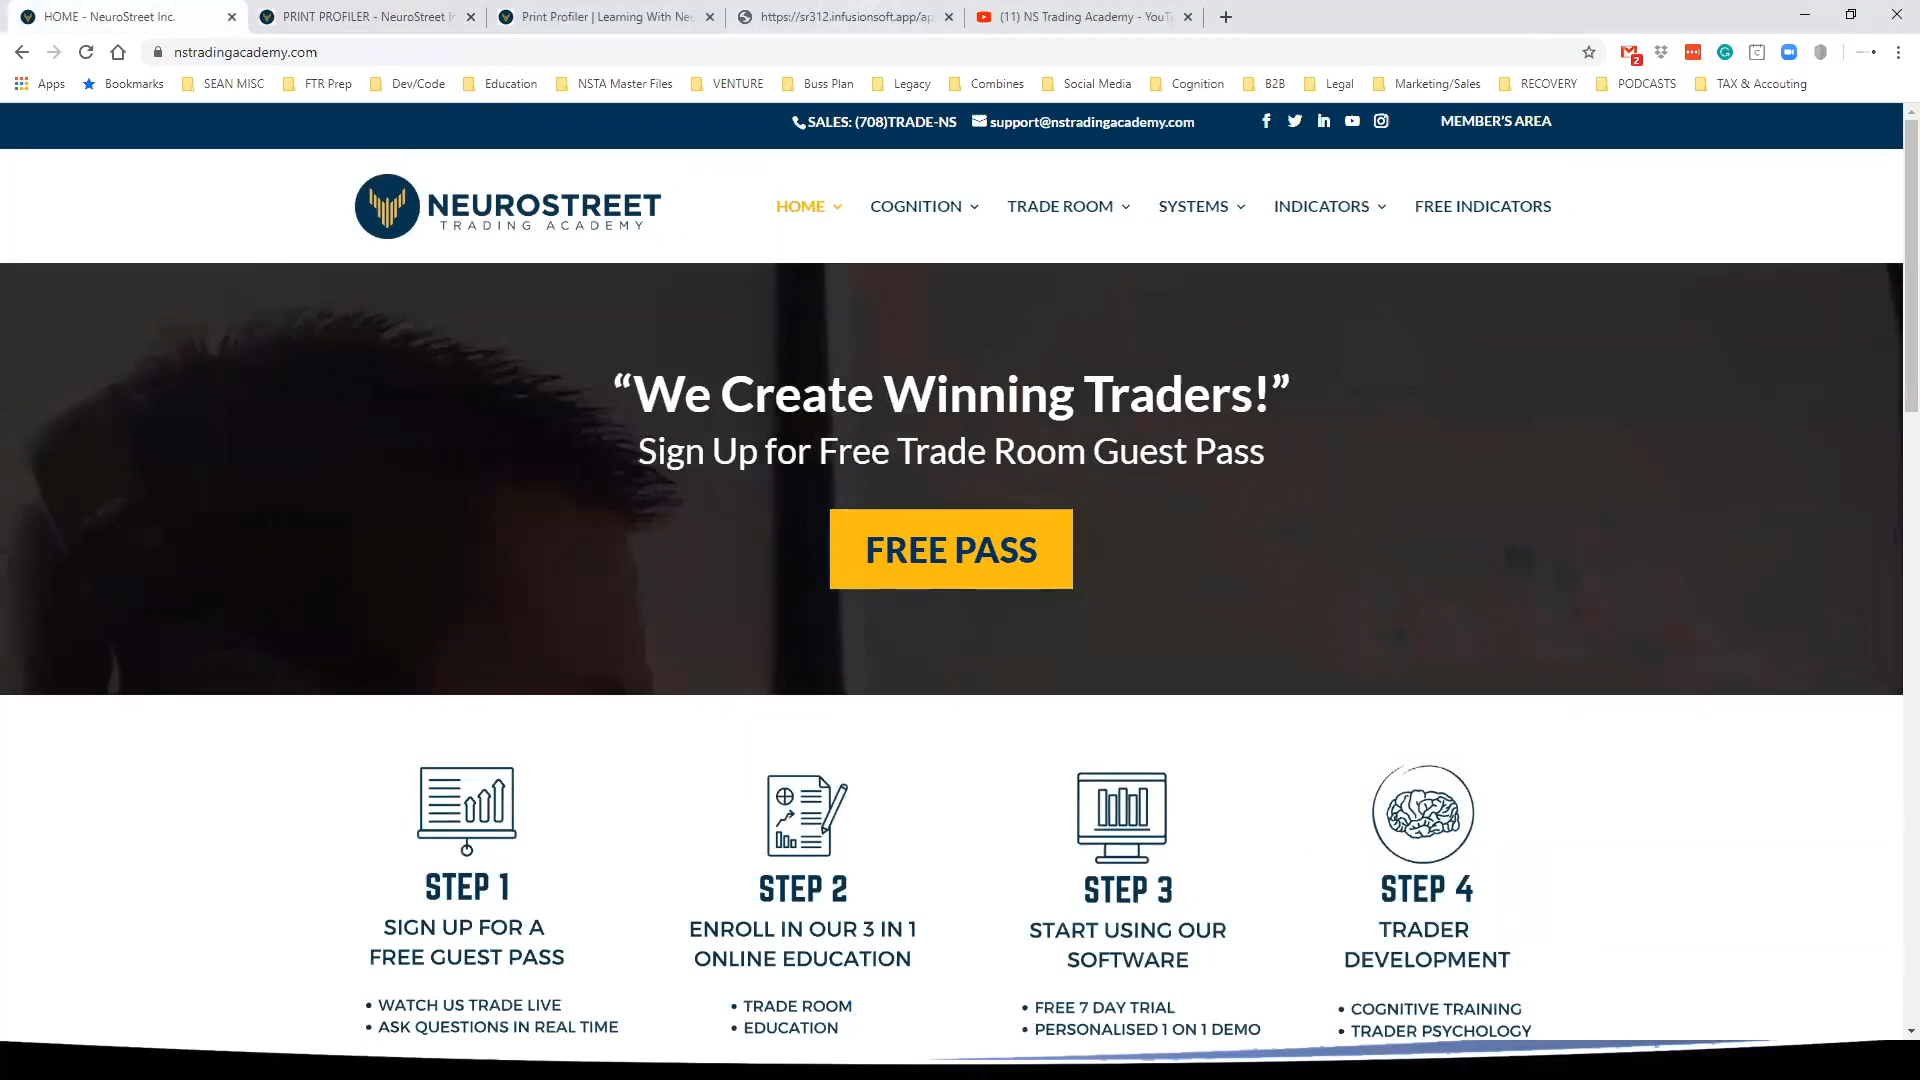 HOME - NeuroStreet Inc.
PRINT PROFILER - NeuroStreet I
Print Profiler | Learning With Neu
https://sr312.infusionsoft.app/ap
(11) NS Trading Academy - YouT
nstradingacademy.com
2
Apps
Bookmarks
SEAN MISC
FTR Prep
Dev/Code
Education
NSTA Master Files
VENTURE
Buss Plan
Legacy
Combines
Social Media
Cognition
B2B
Legal
Marketing/Sales
RECOVERY
PODCASTS
TAX & Accouting
SALES: (708)TRADE-NS
support@nstradingacademy.com
MEMBER'S AREA
NEUROSTREET
TRADING ACADEMY
HOME
COGNITION
TRADE ROOM
SYSTEMS
INDICATORS
FREE INDICATORS
“We Create Winning Traders!”
Sign Up for Free Trade Room Guest Pass
FREE PASS
STEP 1
SIGN UP FOR A
FREE GUEST PASS
• WATCH US TRADE LIVE
• ASK QUESTIONS IN REAL TIME
STEP 2
ENROLL IN OUR 3 IN 1
ONLINE EDUCATION
• TRADE ROOM
• EDUCATION
STEP 3
START USING OUR
SOFTWARE
• FREE 7 DAY TRIAL
• PERSONALISED 1 ON 1 DEMO
STEP 4
TRADER
DEVELOPMENT
• COGNITIVE TRAINING
• TRADER PSYCHOLOGY